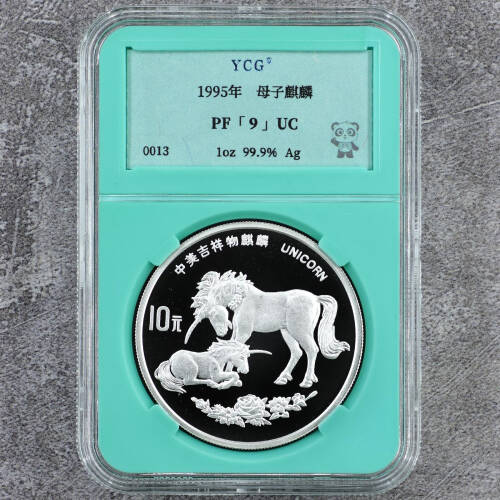 YCG
1995年 母子麒麟
PF「9」UC
0013 1oz 99.9% Ag
中美吉祥物麒麟 UNICORN
10元